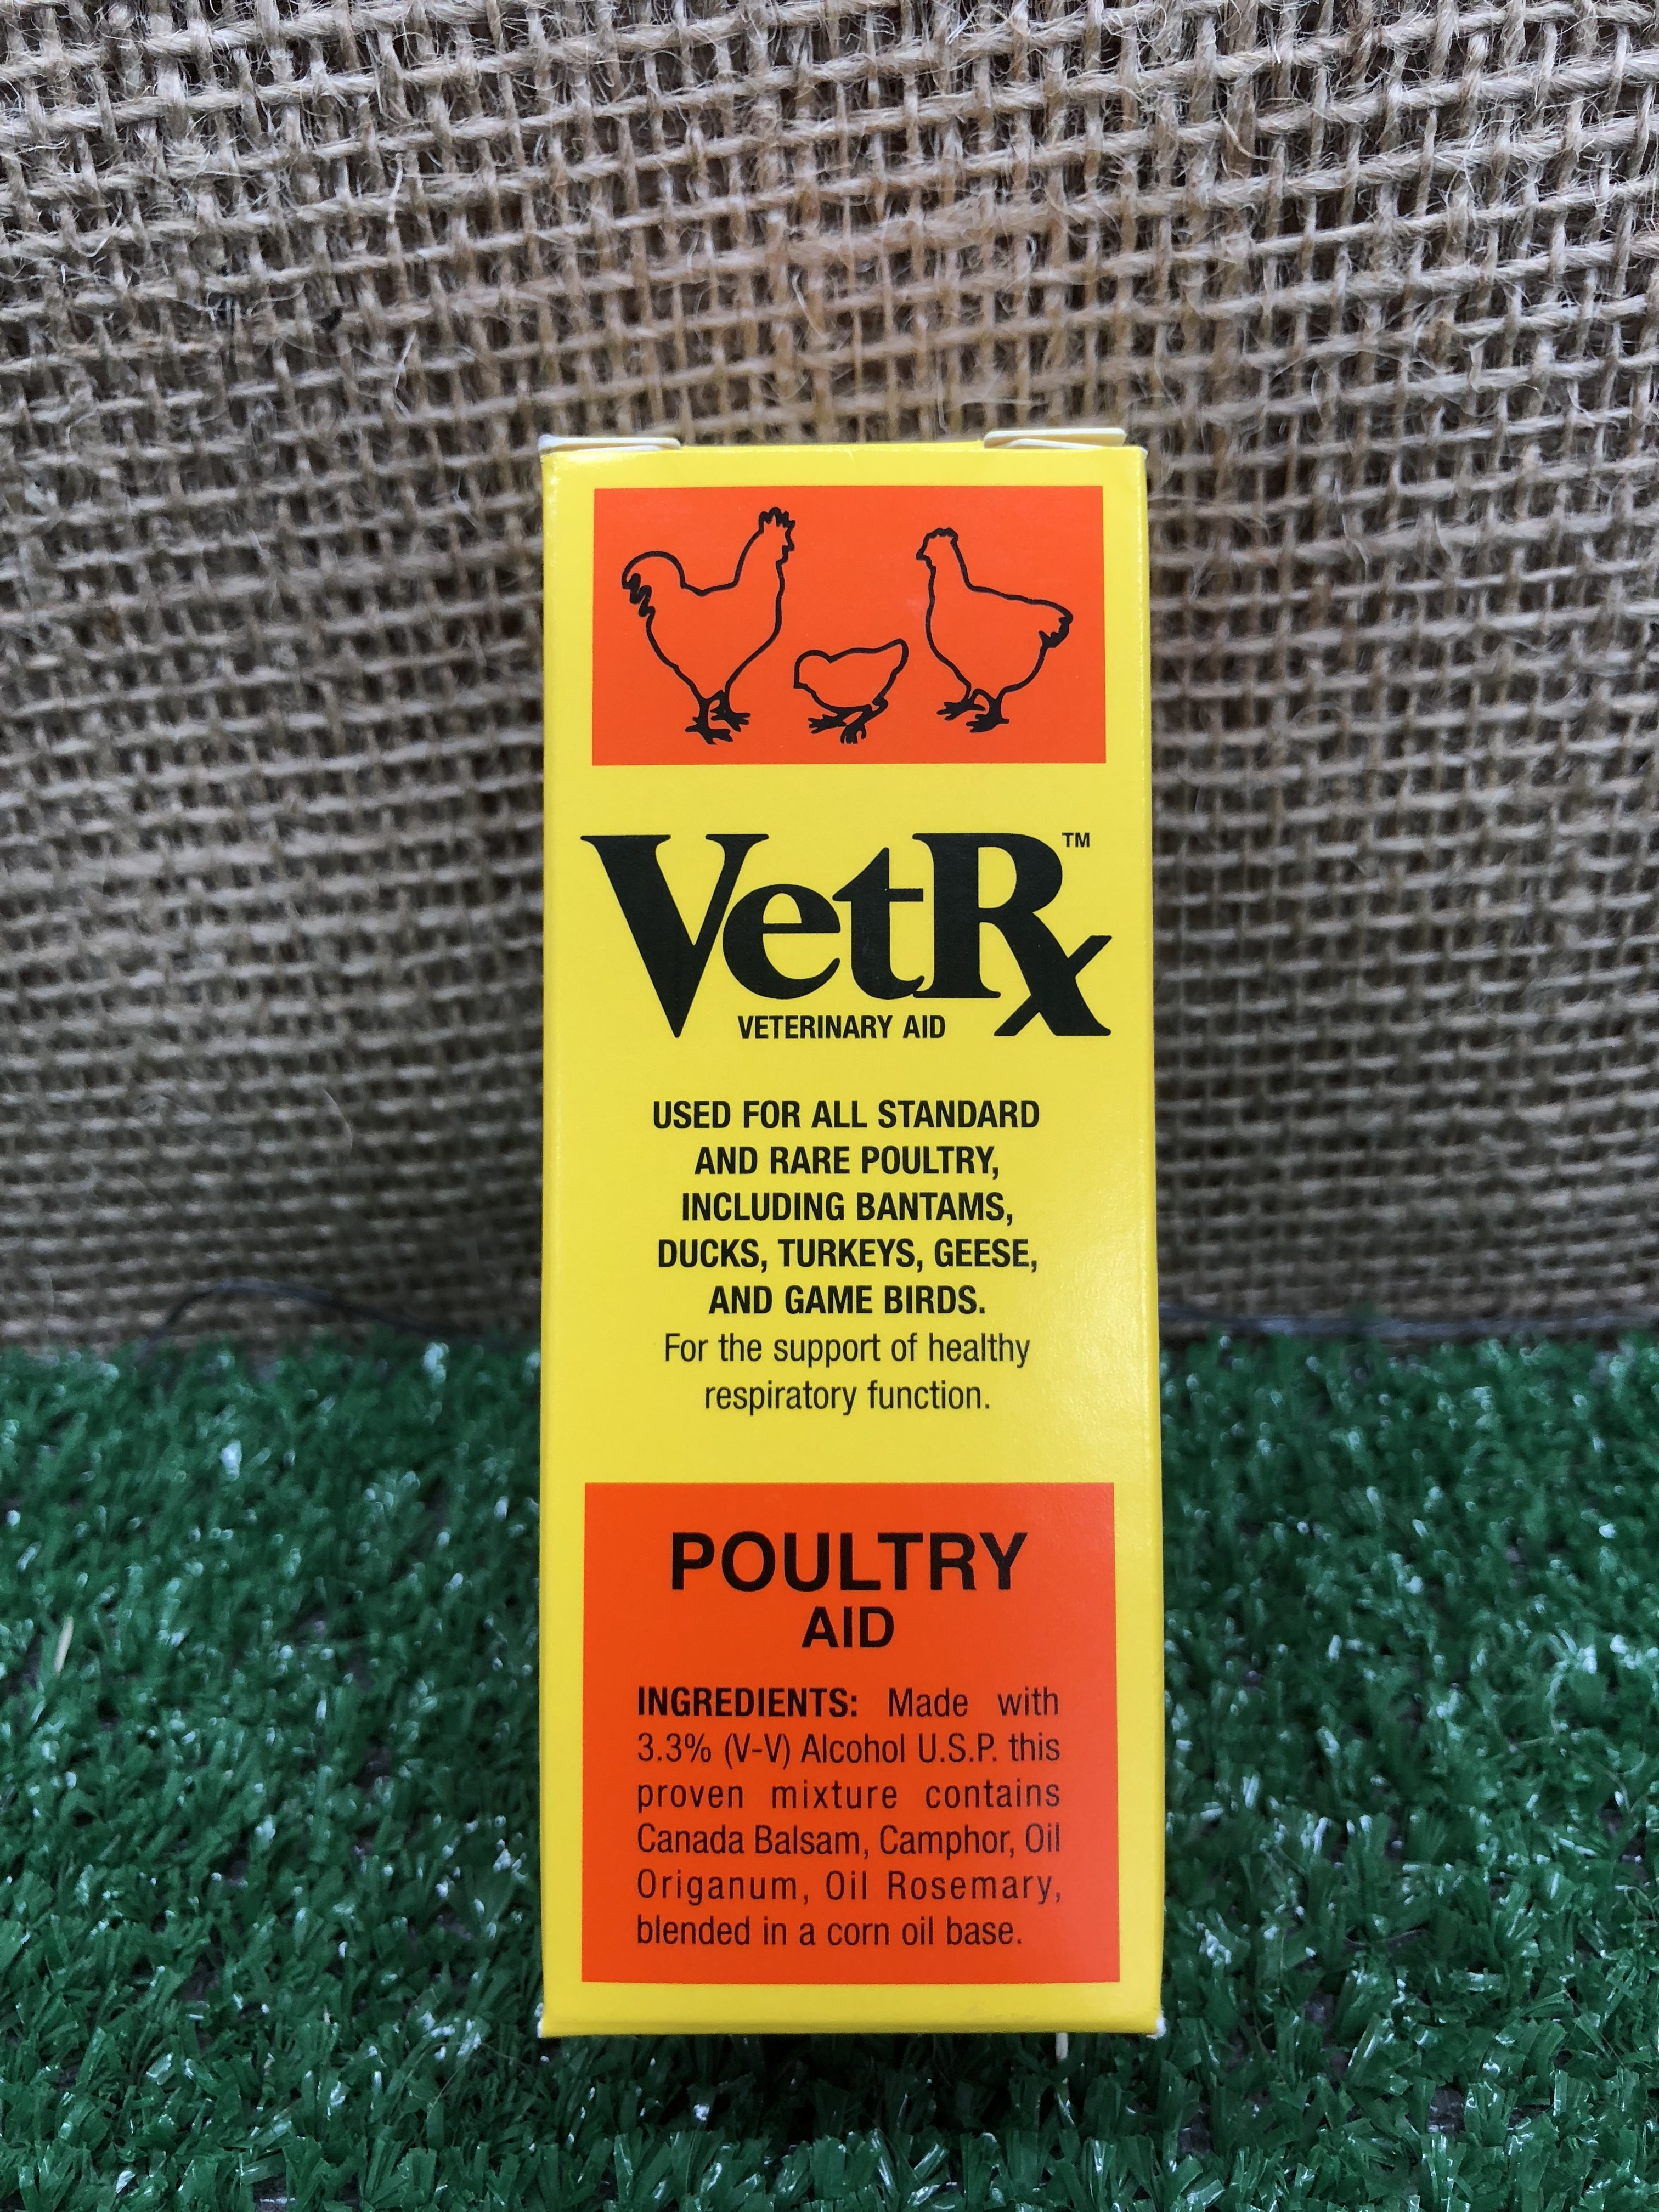 VetRx™
VETERINARY AID
USED FOR ALL STANDARD
AND RARE POULTRY,
INCLUDING BANTAMS,
DUCKS, TURKEYS, GEESE,
AND GAME BIRDS.
For the support of healthy
respiratory function.
POULTRY
AID
INGREDIENTS: Made with
3.3% (V-V) Alcohol U.S.P. this
proven mixture contains
Canada Balsam, Camphor, Oil
Origanum, Oil Rosemary,
blended in a corn oil base.